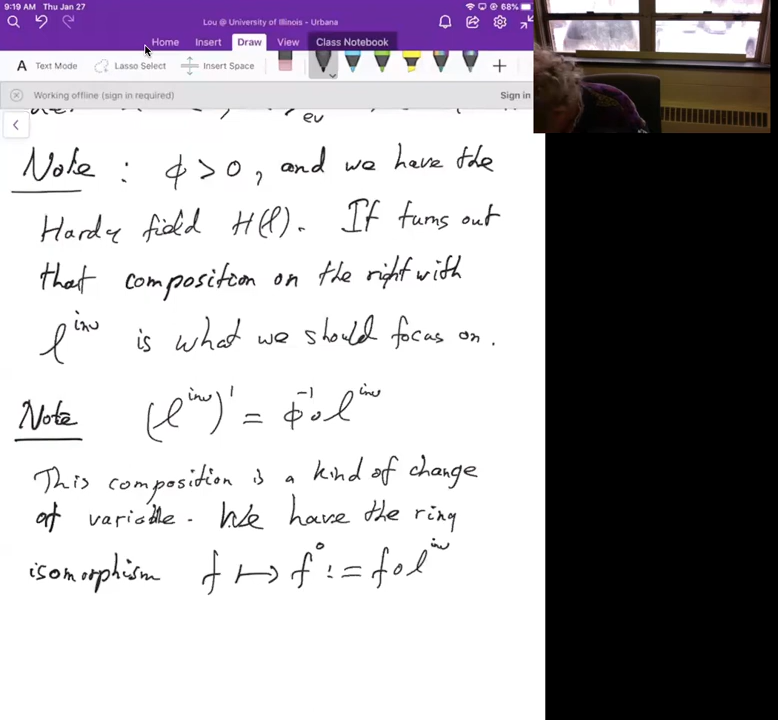 9:19 AM Thu Jan 27
Lou @ University of Illinois - Urbana
68%
Home Insert Draw View Class Notebook
A Text Mode Lasso Select Insert Space
Working offline (sign in required) Sign in
ev
Note : ϕ > 0, and we have the
Hardy field H(ℓ). It turns out
that composition on the right with
ℓ^inv is what we should focus on.
Note (ℓ^inv)' = ϕ^-1 ∘ ℓ^inv
This composition is a kind of change
of variable. We have the ring
isomorphism f ↦ f° := f∘ℓ^inv